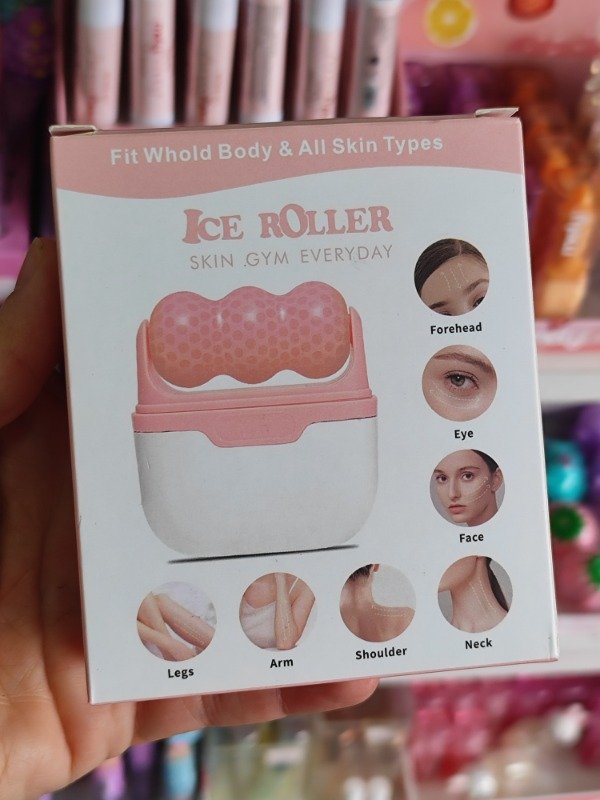 Fit Whold Body & All Skin Types
ICE ROLLER
SKIN .GYM EVERYDAY
Forehead
Eye
Face
Neck
Shoulder
Arm
Legs